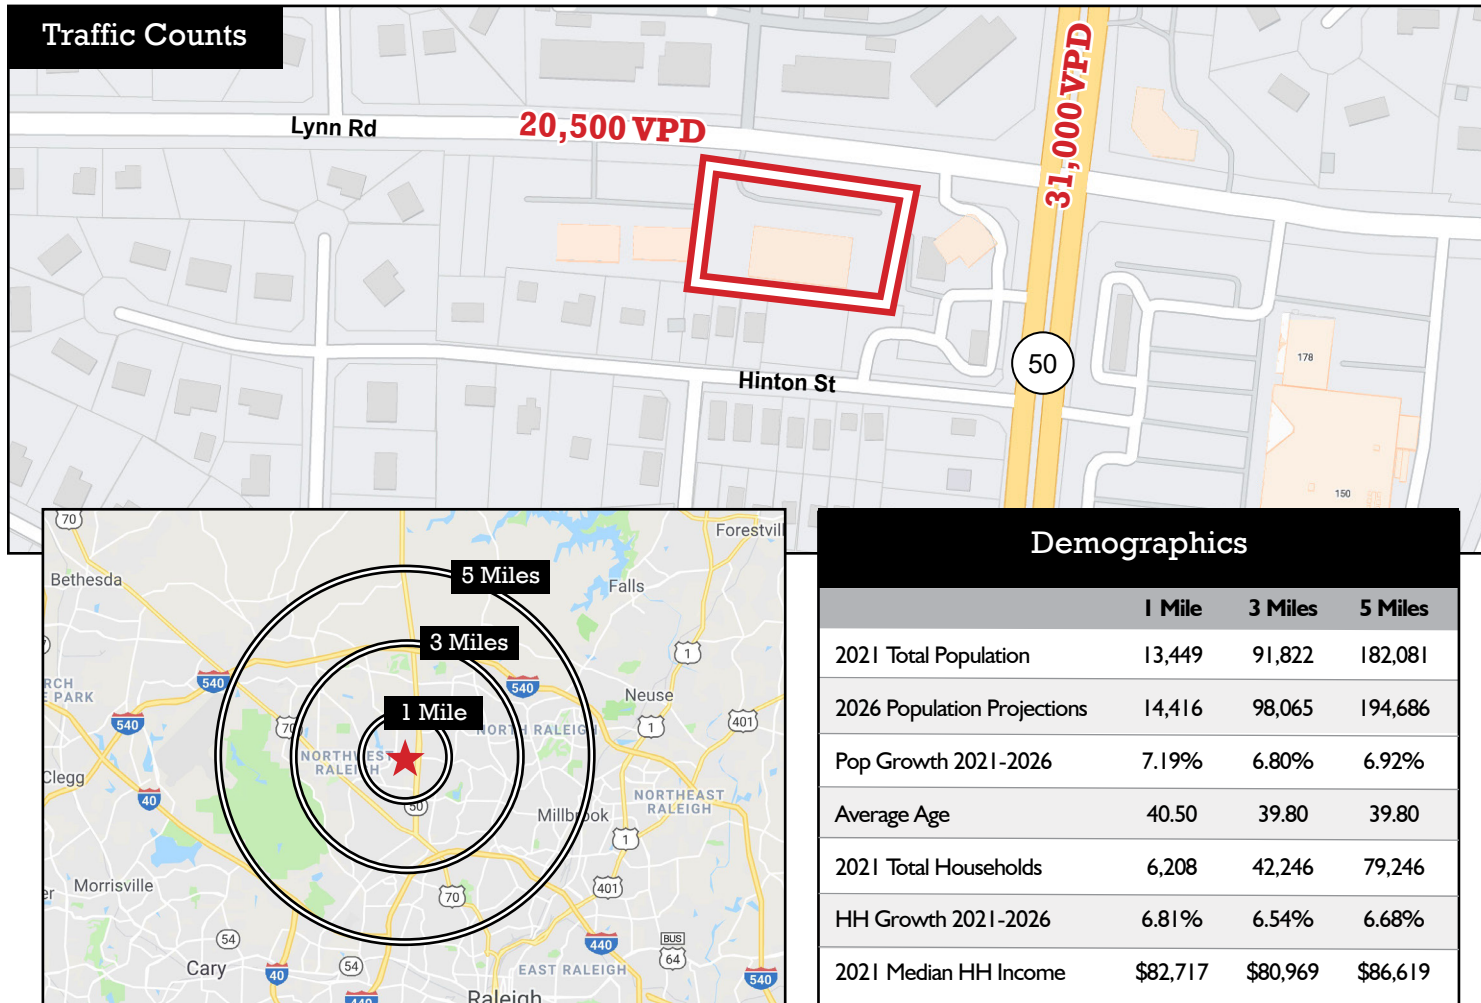 Traffic Counts
Lynn Rd
20,500 VPD
31,000 VPD
50
Hinton St
178
150
70
Bethesda
Forestvill
5 Miles
Falls
3 Miles
1
RCH
E PARK
540
540
Neuse
1 Mile
540
70
NORTH RALEIGH
1
401
NORTHWEST
RALEIGH
Clegg
40
50
Millbrook
NORTHEAST
RALEIGH
1
Morrisville
er
70
401
54
BUS
64
440
Cary
40
54
EAST RALEIGH
540
440
Raleigh
Demographics
1 Mile 3 Miles 5 Miles
2021 Total Population 13,449 91,822 182,081
2026 Population Projections 14,416 98,065 194,686
Pop Growth 2021-2026 7.19% 6.80% 6.92%
Average Age 40.50 39.80 39.80
2021 Total Households 6,208 42,246 79,246
HH Growth 2021-2026 6.81% 6.54% 6.68%
2021 Median HH Income $82,717 $80,969 $86,619